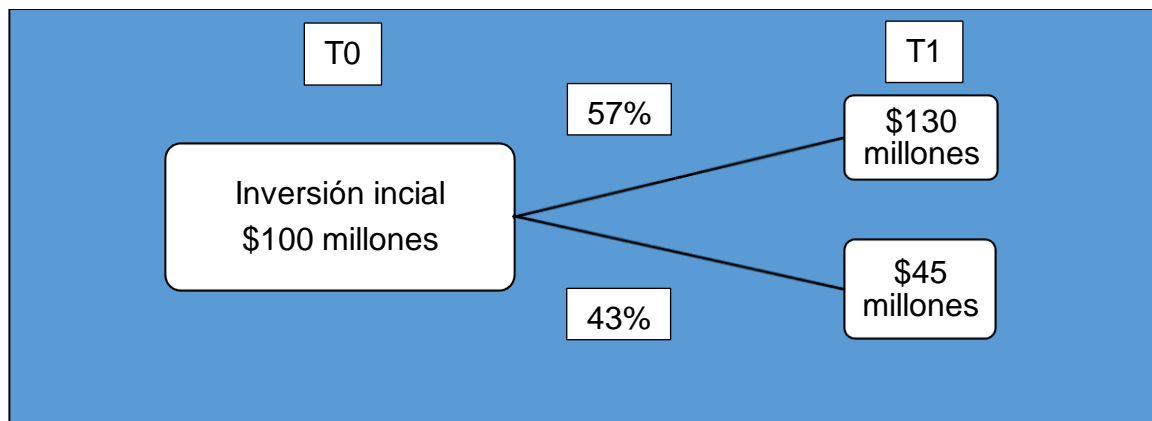 T0
T1
57%
$130
millones
Inversión incial
$100 millones
$45
millones
43%